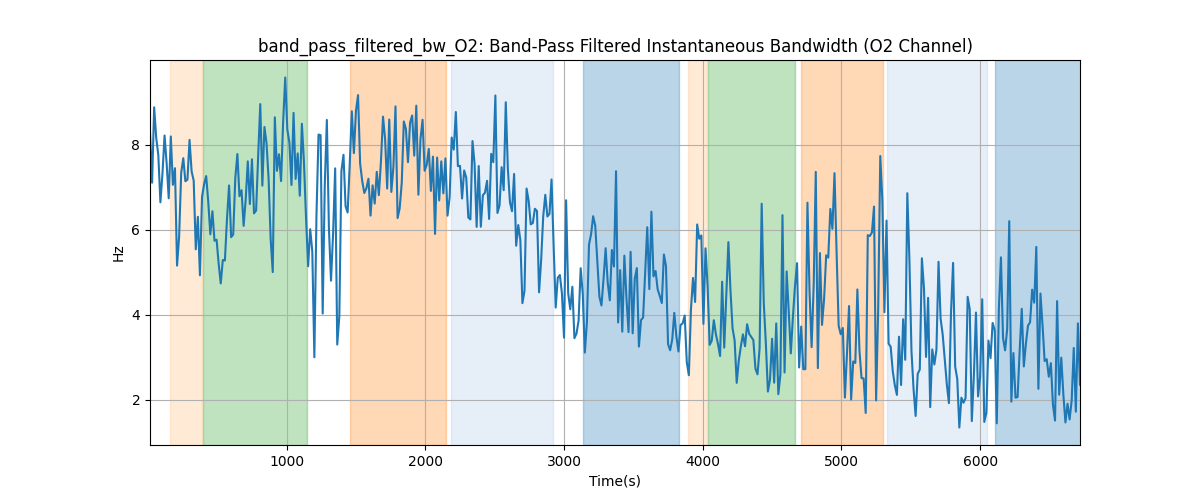 band_pass_filtered_bw_O2: Band-Pass Filtered Instantaneous Bandwidth (O2 Channel)
8
6
4
2
Hz
1000 2000 3000 4000 5000 6000
Time(s)